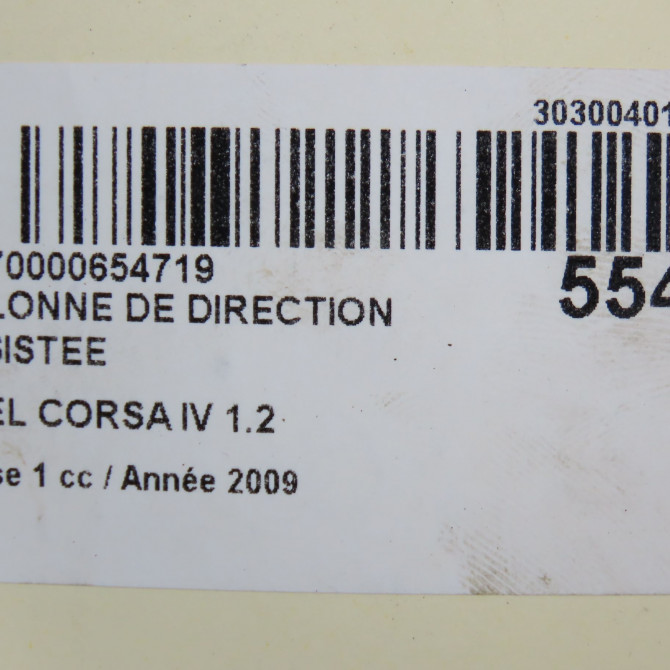 30300401
70000654719
554
LONNE DE DIRECTION
SISTEE
EL CORSA IV 1.2
se 1 cc / Année 2009